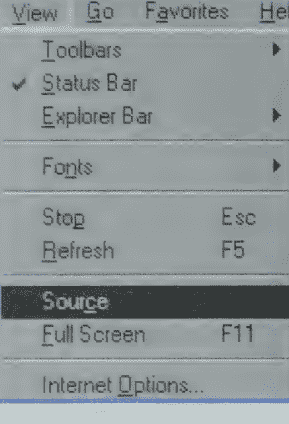 View Go Favorites Hel
Toolbars
Status Bar
Explorer Bar
Fonts
Stop Esc
Refresh F5
Source
Full Screen F11
Internet Options...